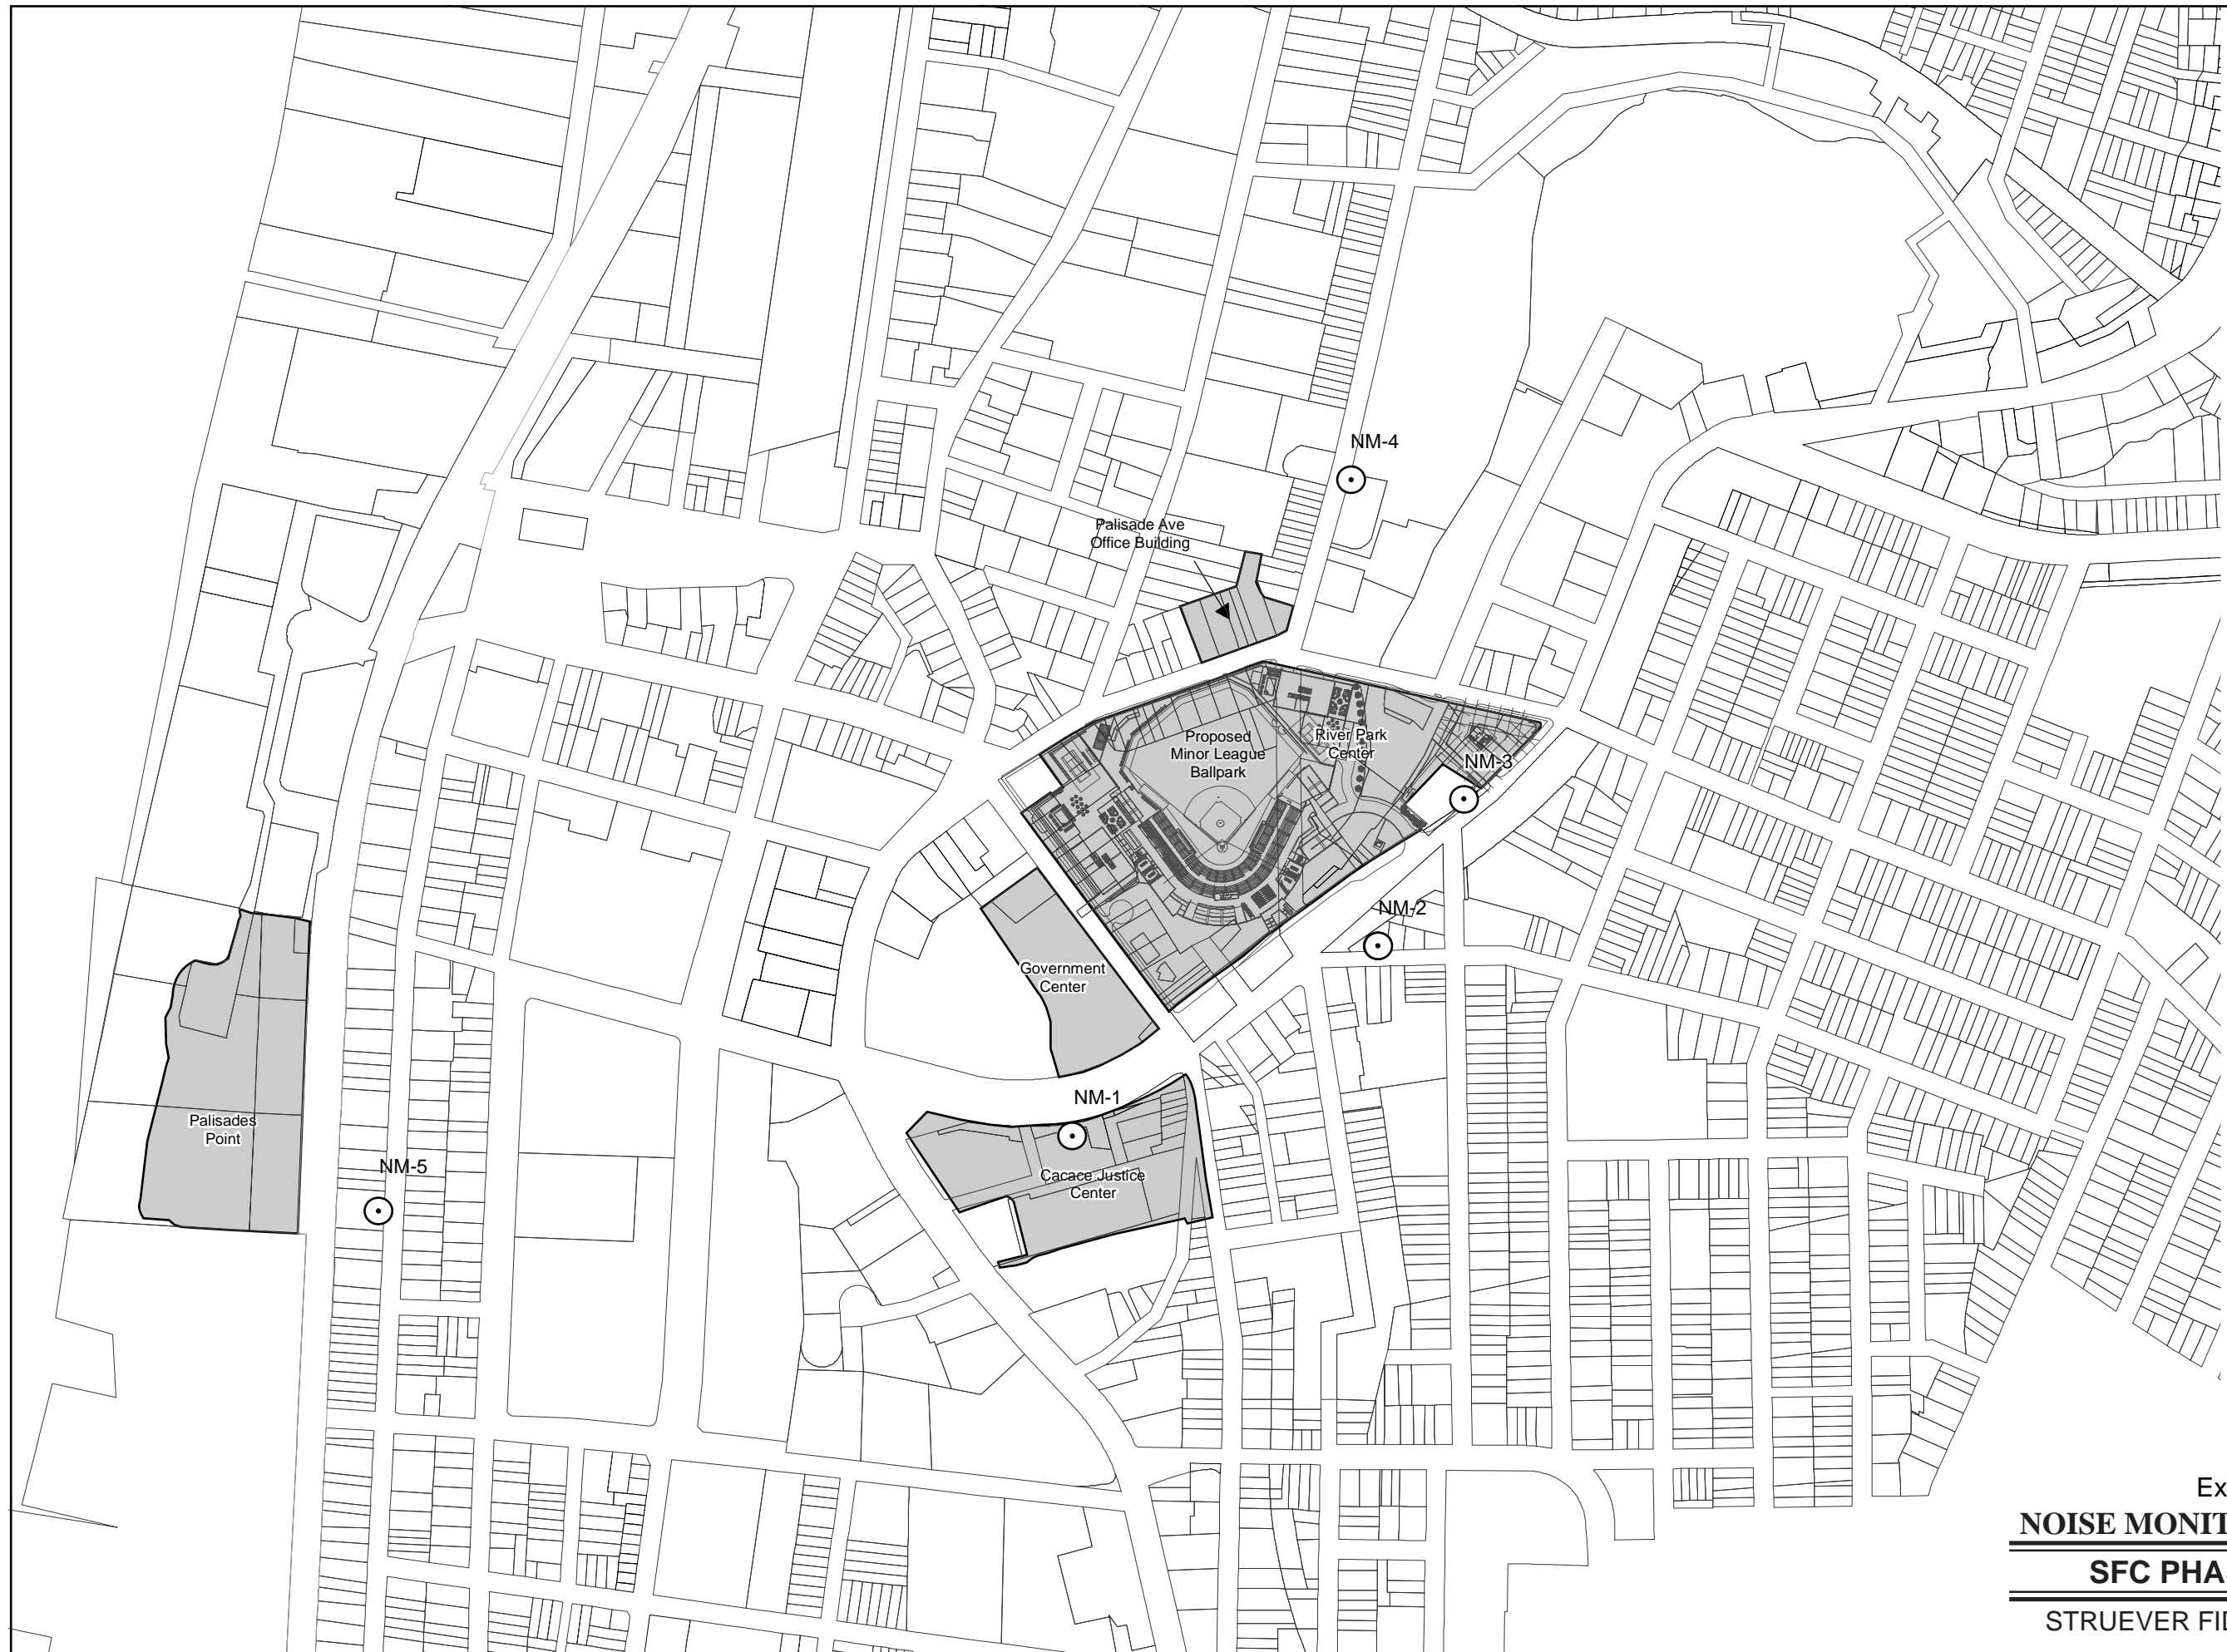 NM-4
Palisade Ave
Office Building
Proposed
Minor League
Ballpark
River Park
Center
NM-3
NM-2
Government
Center
NM-1
Cacace Justice
Center
Palisades
Point
NM-5
Ex
NOISE MONIT
SFC PHA
STRUEVER FI